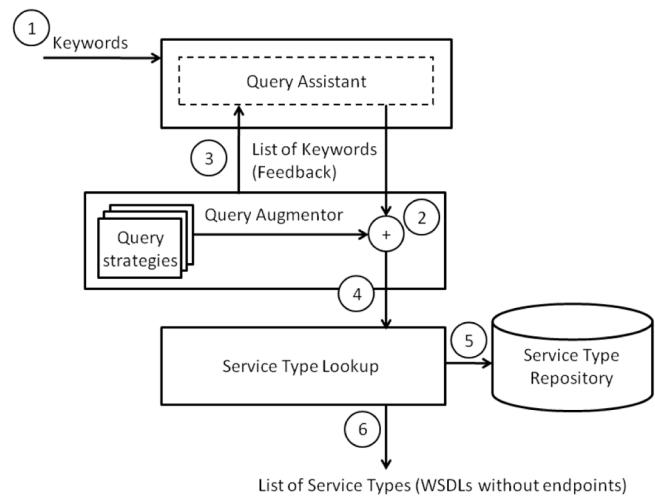 1
Keywords
Query Assistant
3
List of Keywords
(Feedback)
Query Augmentor
2
+
Query
strategies
4
Service Type Lookup
5
Service Type
Repository
6
List of Service Types (WSDLs without endpoints)